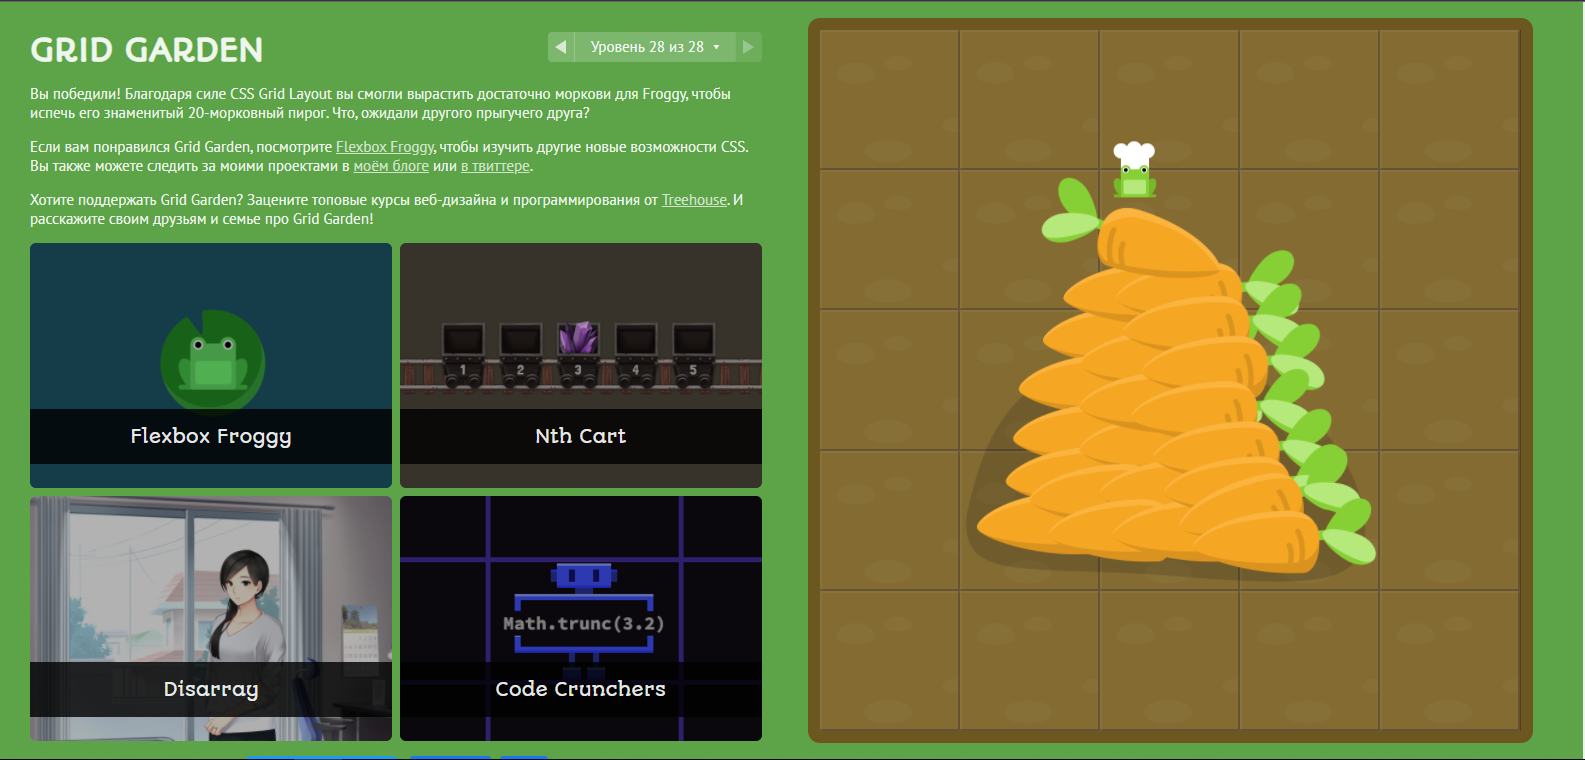 GRID GARDEN
Уровень 28 из 28
Вы победили! Благодаря силе CSS Grid Layout вы смогли вырастить достаточно моркови для Froggy, чтобы
испечь его знаменитый 20-морковный пирог. Что, ожидали другого прыгучего друга?
Если вам понравился Grid Garden, посмотрите Flexbox Froggy, чтобы изучить другие новые возможности CSS.
Вы также можете следить за моими проектами в моём блоге или в твиттере.
Хотите поддержать Grid Garden? Зацените топовые курсы веб-дизайна и программирования от Treehouse. И
расскажите своим друзьям и семье про Grid Garden!
Flexbox Froggy
1 2 3 4 5
Nth Cart
Disarray
Math.trunc(3.2)
Code Crunchers